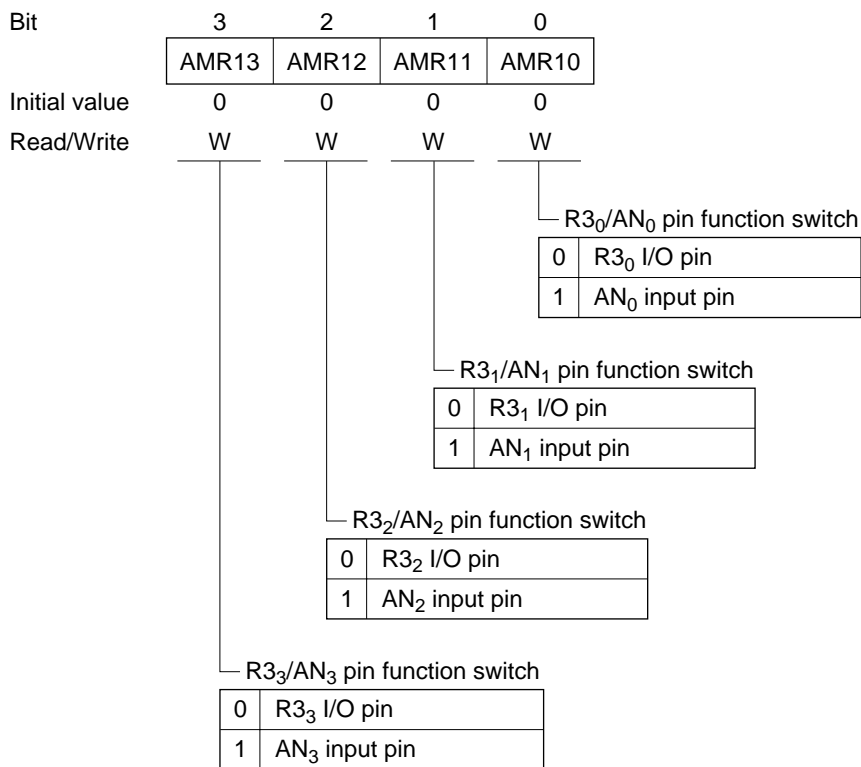 Bit 3 2 1 0
AMR13 AMR12 AMR11 AMR10
Initial value 0 0 0 0
Read/Write W W W W
R3₀/AN₀ pin function switch
0 R3₀ I/O pin
1 AN₀ input pin
R3₁/AN₁ pin function switch
0 R3₁ I/O pin
1 AN₁ input pin
R3₂/AN₂ pin function switch
0 R3₂ I/O pin
1 AN₂ input pin
R3₃/AN₃ pin function switch
0 R3₃ I/O pin
1 AN₃ input pin